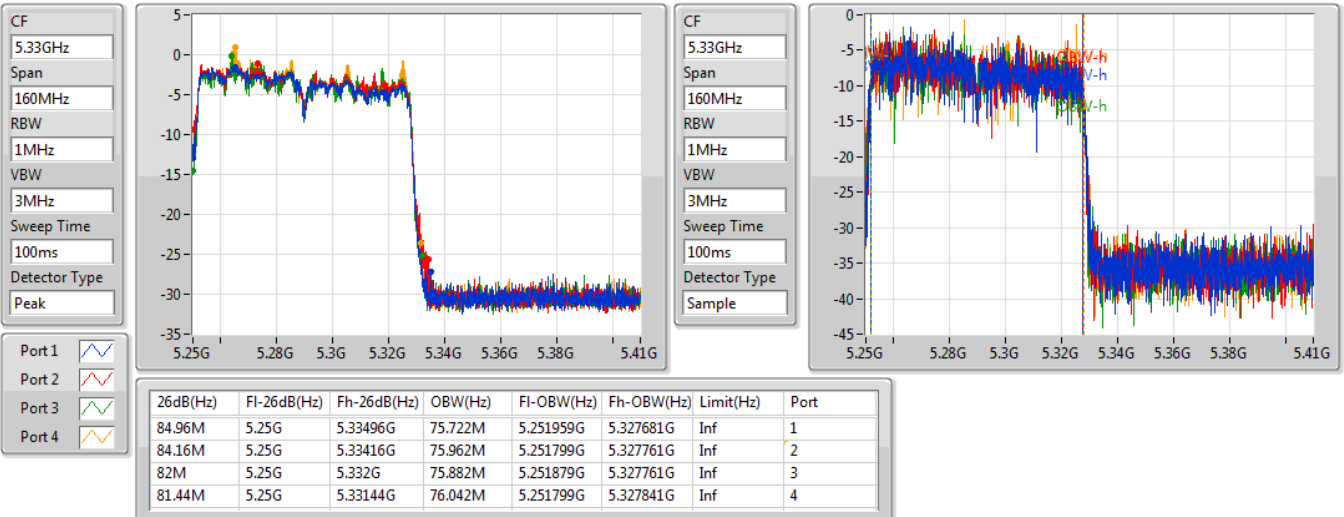 CF
5.33GHz
Span
160MHz
RBW
1MHz
VBW
3MHz
Sweep Time
100ms
Detector Type
Peak
5-
0-
-5-
-10-
-15-
-20-
-25-
-30-
-35-
5.25G 5.28G 5.3G 5.32G 5.34G 5.36G 5.38G 5.41G
CF
5.33GHz
Span
160MHz
RBW
1MHz
VBW
3MHz
Sweep Time
100ms
Detector Type
Sample
0-
-5-
-10-
-15-
-20-
-25-
-30-
-35-
-40-
-45-
5.25G 5.28G 5.3G 5.32G 5.34G 5.36G 5.38G 5.41G
OBW-h
W-h
OBW-h
Port 1
Port 2
Port 3
Port 4
26dB(Hz) Fl-26dB(Hz) Fh-26dB(Hz) OBW(Hz) Fl-OBW(Hz) Fh-OBW(Hz) Limit(Hz) Port
84.96M 5.25G 5.33496G 75.722M 5.251959G 5.327681G Inf 1
84.16M 5.25G 5.33416G 75.962M 5.251799G 5.327761G Inf 2
82M 5.25G 5.332G 75.882M 5.251879G 5.327761G Inf 3
81.44M 5.25G 5.33144G 76.042M 5.251799G 5.327841G Inf 4